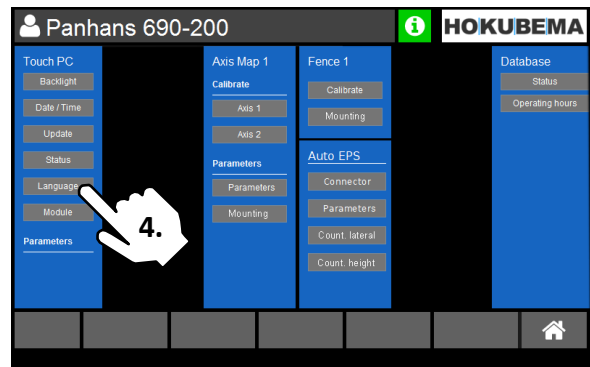 Panhans 690-200
i
HOKUBEMA
Touch PC
Backlight
Date / Time
Update
Status
Language
Module
Parameters
4.
Axis Map 1
Calibrate
Axis 1
Axis 2
Parameters
Parameters
Mounting
Fence 1
Calibrate
Mounting
Auto EPS
Connector
Parameters
Count. lateral
Count. height
Database
Status
Operating hours